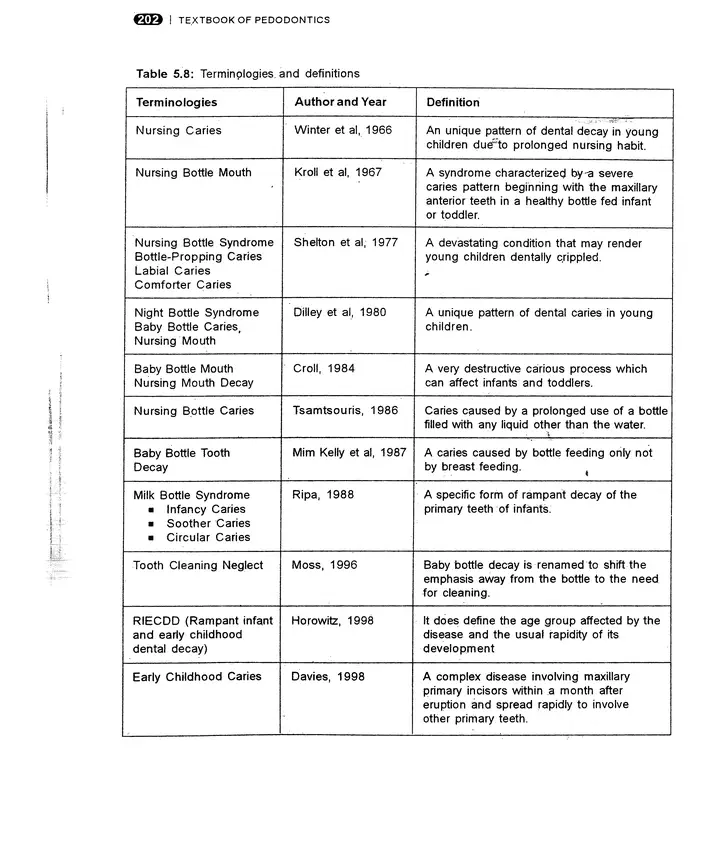 202 | TEXTBOOK OF PEDODONTICS
Table 5.8: Terminologies and definitions
Terminologies Author and Year Definition
Nursing Caries Winter et al, 1966 An unique pattern of dental decay in young
children due to prolonged nursing habit.
Nursing Bottle Mouth Kroll et al, 1967 A syndrome characterized by a severe
caries pattern beginning with the maxillary
anterior teeth in a healthy bottle fed infant
or toddler.
Nursing Bottle Syndrome Shelton et al, 1977 A devastating condition that may render
Bottle-Propping Caries young children dentally crippled.
Labial Caries
Comforter Caries
Night Bottle Syndrome Dilley et al, 1980 A unique pattern of dental caries in young
Baby Bottle Caries, children.
Nursing Mouth
Baby Bottle Mouth Croll, 1984 A very destructive carious process which
Nursing Mouth Decay can affect infants and toddlers.
Nursing Bottle Caries Tsamtsouris, 1986 Caries caused by a prolonged use of a bottle
filled with any liquid other than the water.
Baby Bottle Tooth Mim Kelly et al, 1987 A caries caused by bottle feeding only not
Decay by breast feeding.
Milk Bottle Syndrome Ripa, 1988 A specific form of rampant decay of the
▪ Infancy Caries primary teeth of infants.
▪ Soother Caries
▪ Circular Caries
Tooth Cleaning Neglect Moss, 1996 Baby bottle decay is renamed to shift the
emphasis away from the bottle to the need
for cleaning.
RIECDD (Rampant infant Horowitz, 1998 It does define the age group affected by the
and early childhood disease and the usual rapidity of its
dental decay) development
Early Childhood Caries Davies, 1998 A complex disease involving maxillary
primary incisors within a month after
eruption and spread rapidly to involve
other primary teeth.